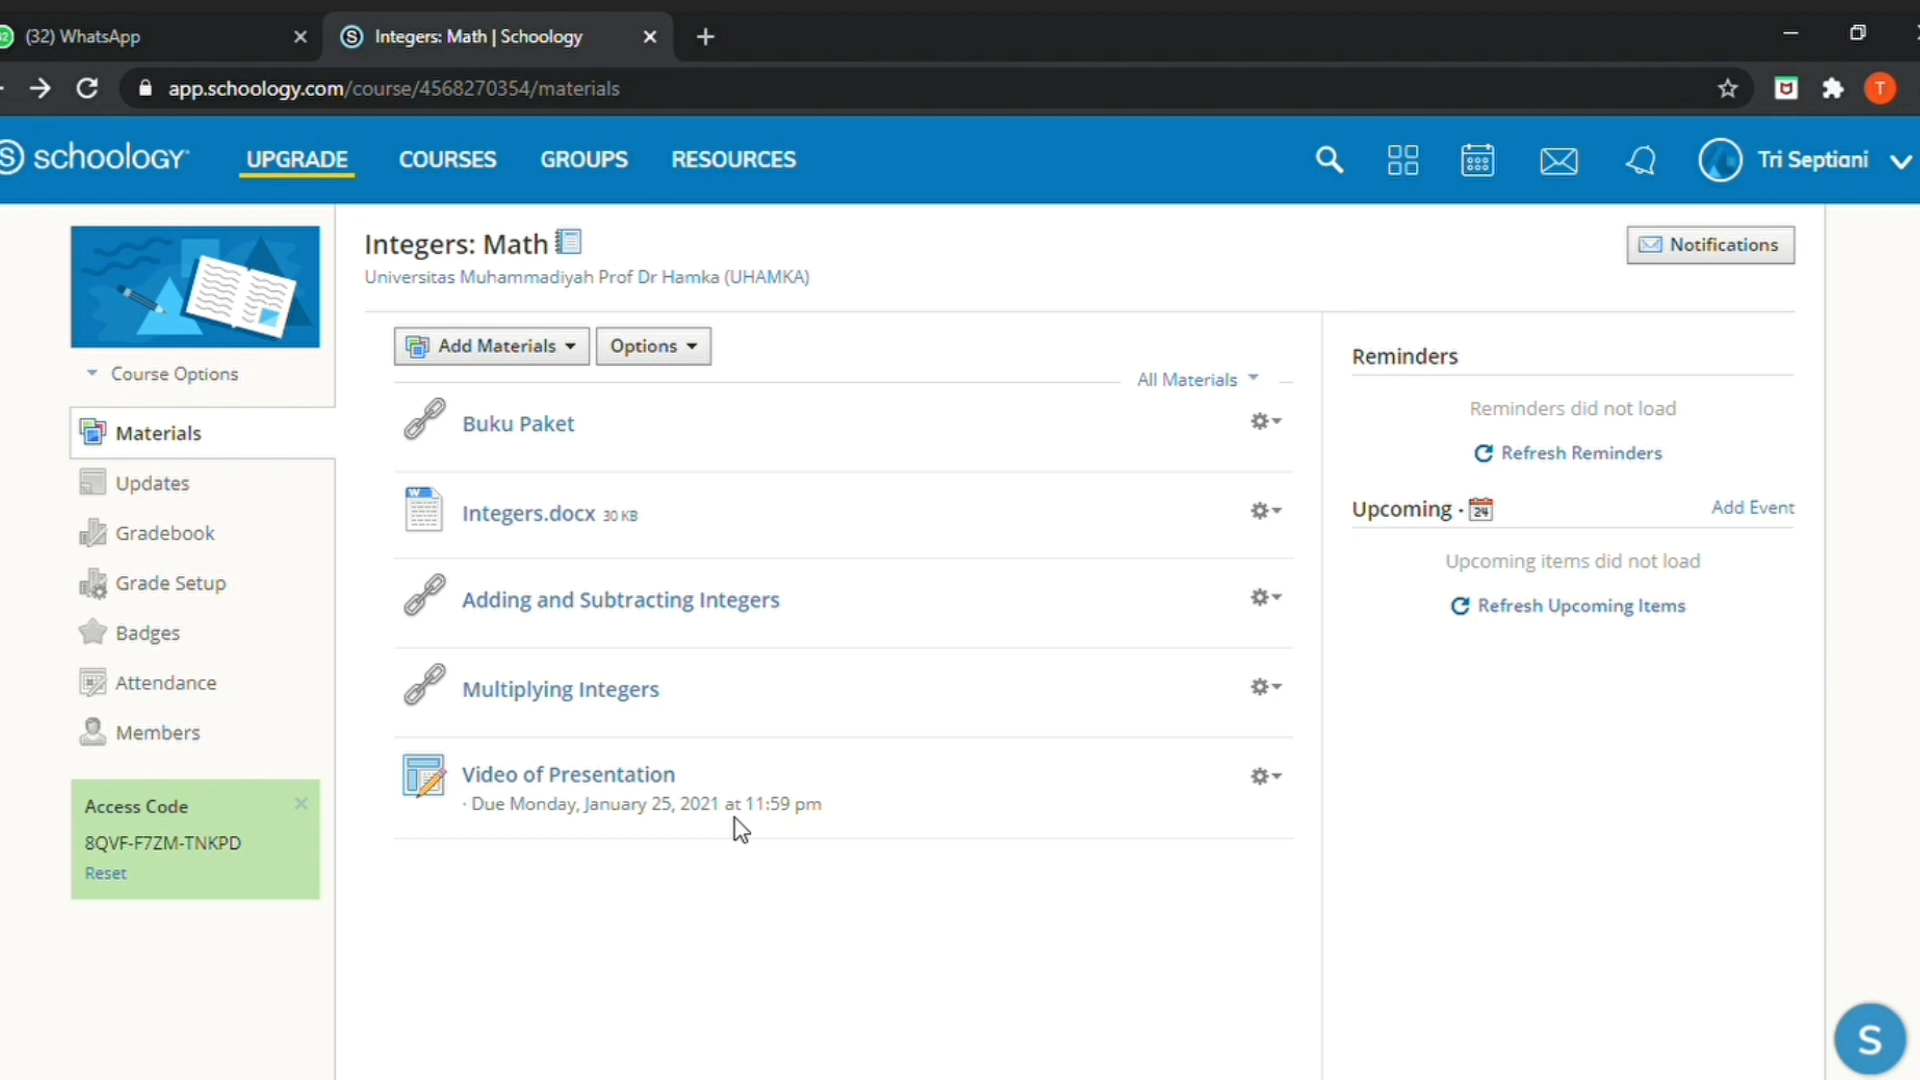 (32) WhatsApp
Integers: Math | Schoology
app.schoology.com/course/4568270354/materials
T
S schoology
UPGRADE
COURSES
GROUPS
RESOURCES
Tri Septiani
Integers: Math
Notifications
Universitas Muhammadiyah Prof Dr Hamka (UHAMKA)
Add Materials
Options
All Materials
Course Options
Materials
Updates
Gradebook
Grade Setup
Badges
Attendance
Members
Access Code
8QVF-F7ZM-TNKPD
Reset
Buku Paket
W
Integers.docx 30 KB
Adding and Subtracting Integers
Multiplying Integers
Video of Presentation
· Due Monday, January 25, 2021 at 11:59 pm
Reminders
Reminders did not load
Refresh Reminders
Upcoming · 24
Add Event
Upcoming items did not load
Refresh Upcoming Items
S